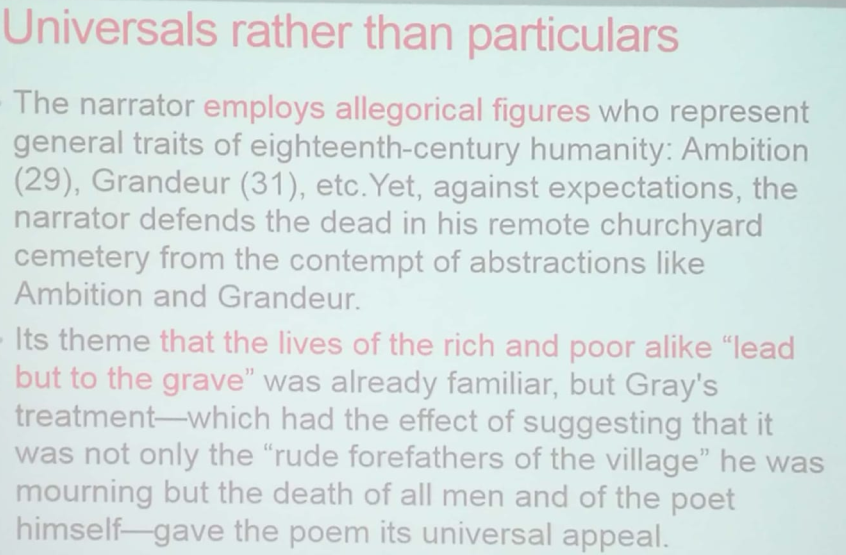 Universals rather than particulars
The narrator employs allegorical figures who represent
general traits of eighteenth-century humanity: Ambition
(29), Grandeur (31), etc.Yet, against expectations, the
narrator defends the dead in his remote churchyard
cemetery from the contempt of abstractions like
Ambition and Grandeur.
Its theme that the lives of the rich and poor alike “lead
but to the grave” was already familiar, but Gray's
treatment—which had the effect of suggesting that it
was not only the “rude forefathers of the village” he was
mourning but the death of all men and of the poet
himself—gave the poem its universal appeal.